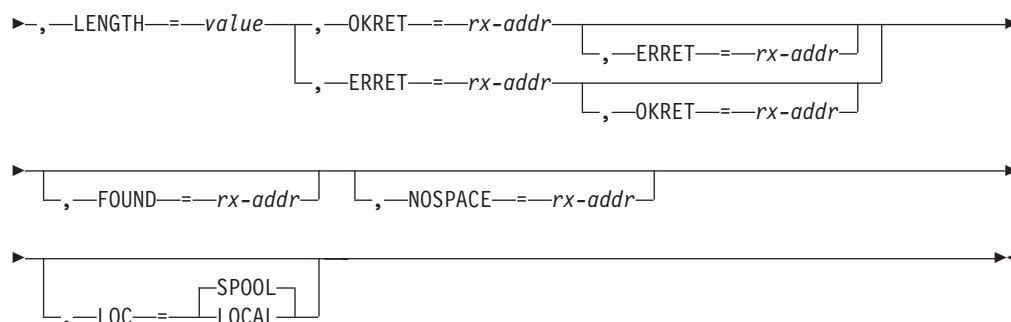 , LENGTH = value , OKRET = rx-addr
, ERRET = rx-addr
, ERRET = rx-addr
, OKRET = rx-addr
, FOUND = rx-addr , NOSPACE = rx-addr
SPOOL
, LOC = LOCAL